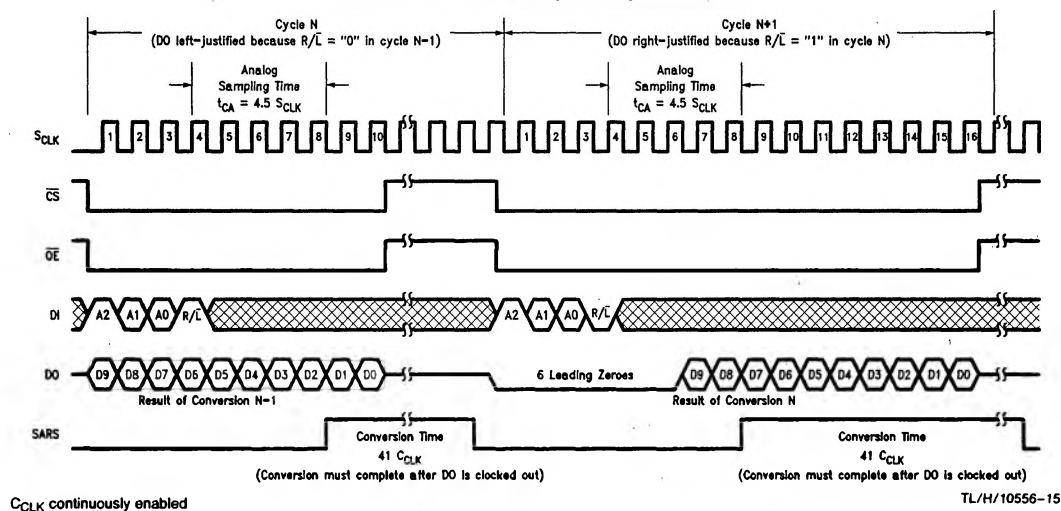 Cycle N
(DO left-justified because R/L̅ = "0" in cycle N-1)
Cycle N+1
(DO right-justified because R/L̅ = "1" in cycle N)
Analog
Sampling Time
tCA = 4.5 SCLK
Analog
Sampling Time
tCA = 4.5 SCLK
SCLK 1 2 3 4 5 6 7 8 9 10 1 2 3 4 5 6 7 8 9 10 11 12 13 14 15 16
C̅S̅
O̅E̅
DI A2 A1 A0 R/L̅ A2 A1 A0 R/L̅
DO D9 D8 D7 D6 D5 D4 D3 D2 D1 D0 6 Leading Zeroes D9 D8 D7 D6 D5 D4 D3 D2 D1 D0
Result of Conversion N-1
Result of Conversion N
SARS
Conversion Time
41 CCLK
(Conversion must complete after DO is clocked out)
Conversion Time
41 CCLK
(Conversion must complete after DO is clocked out)
CCLK continuously enabled
TL/H/10556-15